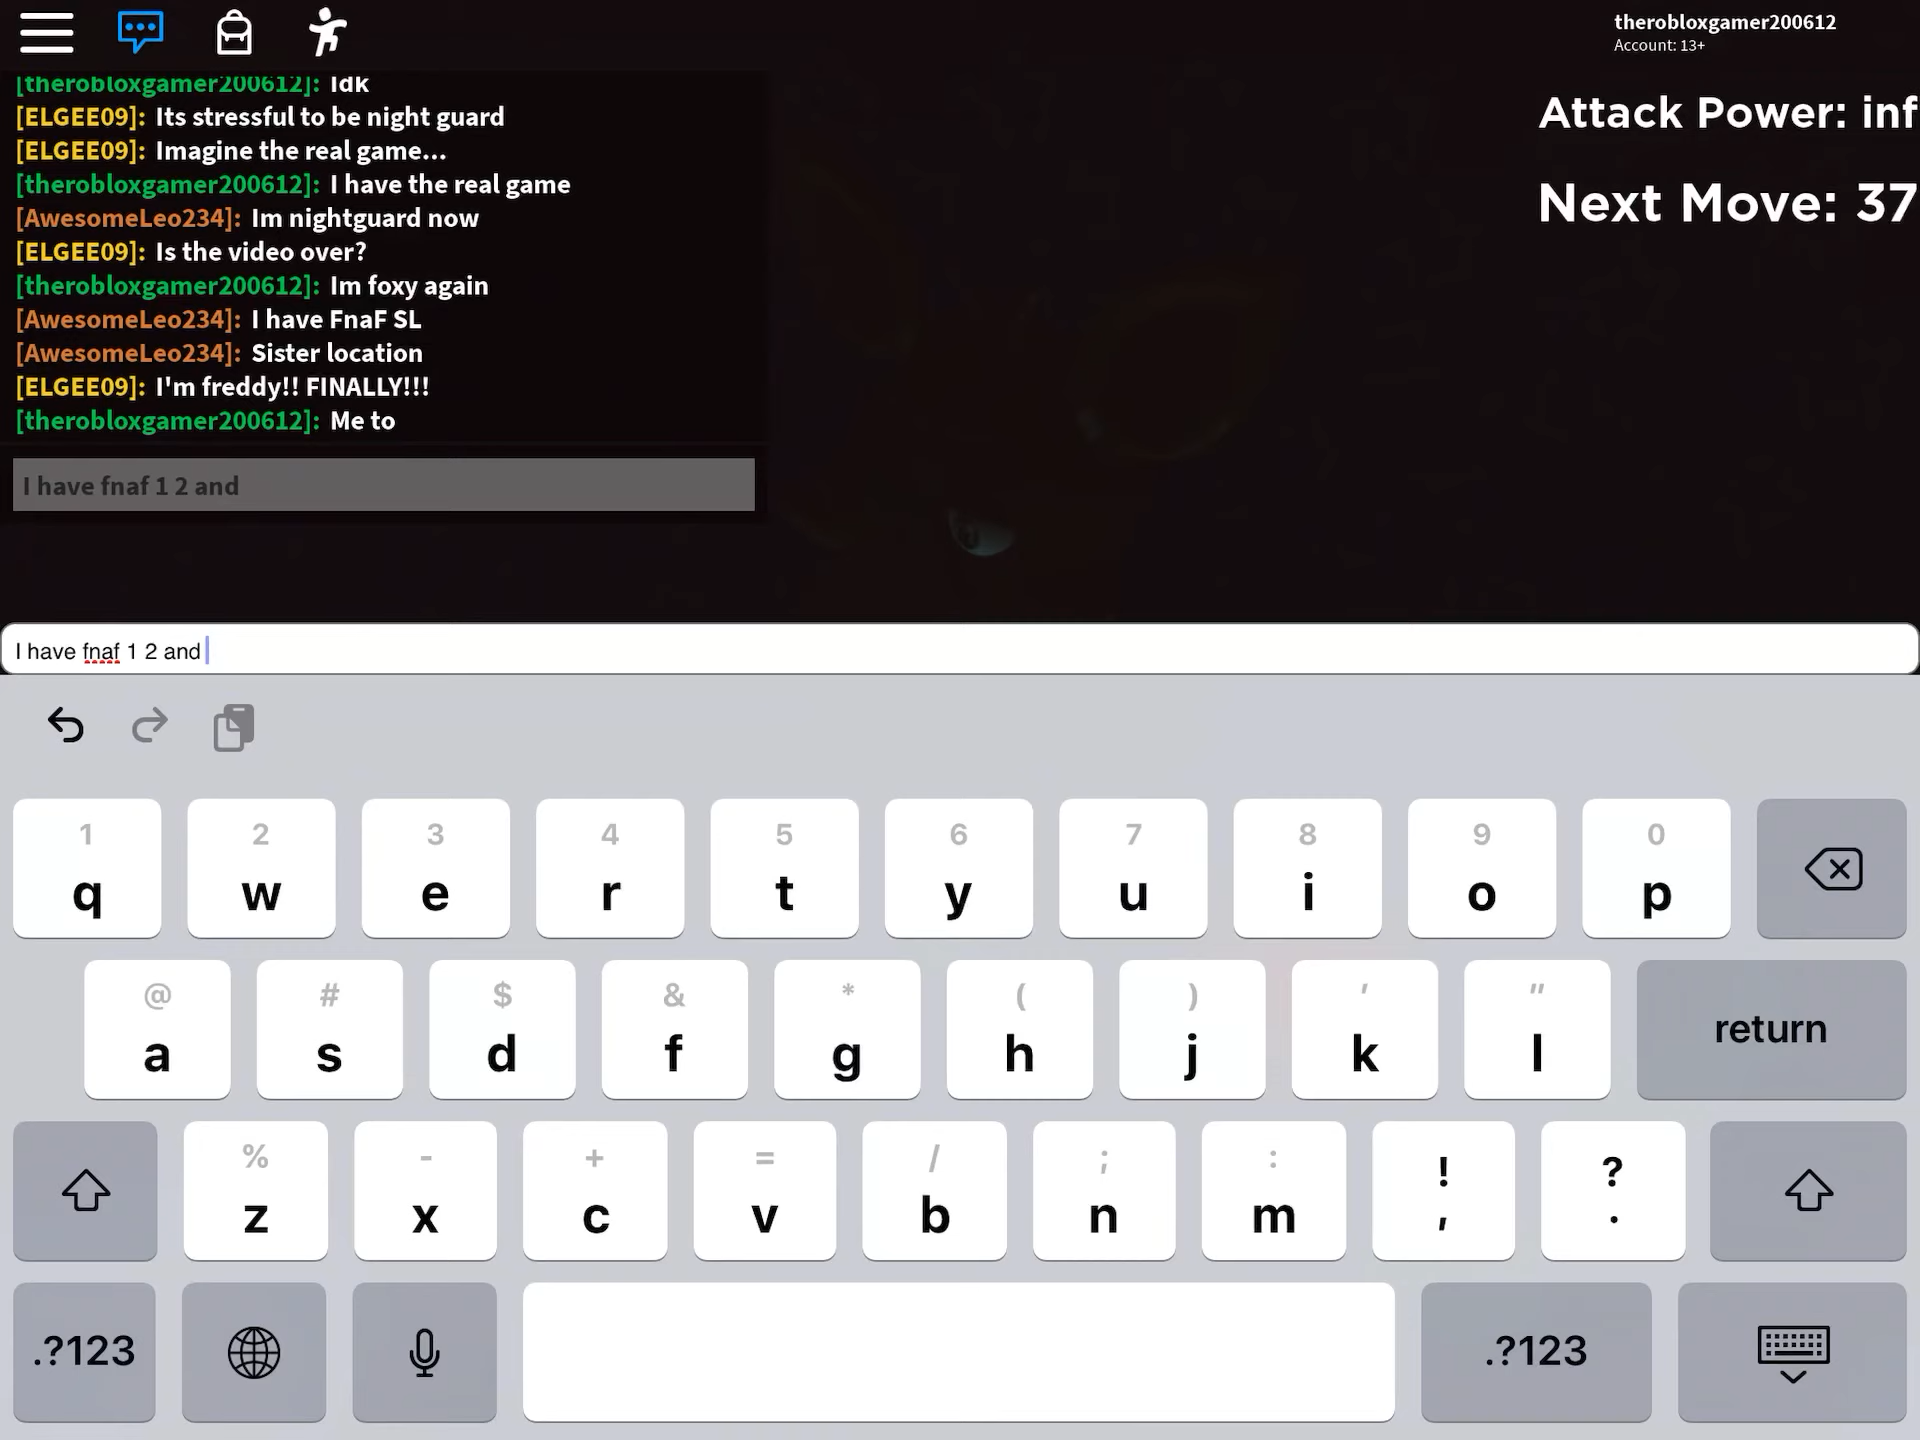 therobloxgamer200612
Account: 13+
Attack Power: inf
Next Move: 37
[therobloxgamer200612]: Idk
[ELGEE09]: Its stressful to be night guard
[ELGEE09]: Imagine the real game...
[therobloxgamer200612]: I have the real game
[AwesomeLeo234]: Im nightguard now
[ELGEE09]: Is the video over?
[therobloxgamer200612]: Im foxy again
[AwesomeLeo234]: I have FnaF SL
[AwesomeLeo234]: Sister location
[ELGEE09]: I'm freddy!! FINALLY!!!
[therobloxgamer200612]: Me to
I have fnaf 1 2 and
I have fnaf 1 2 and
1 2 3 4 5 6 7 8 9 0
q w e r t y u i o p
@ # $ & * ( ) ' "
a s d f g h j k l return
% - + = / ; : ! ?
z x c v b n m , .
.?123 .?123